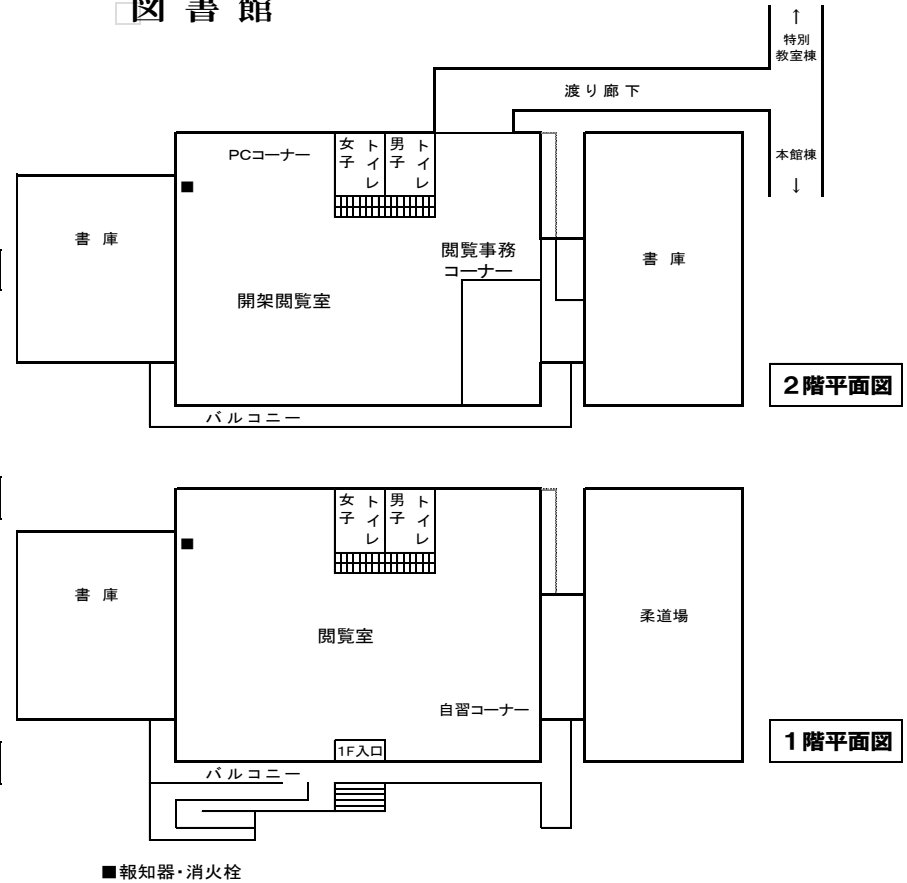 図書館
↑
特別
教室棟
渡り廊下
本館棟
↓
女子トイレ
男子トイレ
PCコーナー
■
書庫
閲覧事務
コーナー
開架閲覧室
書庫
バルコニー
2階平面図
女子トイレ
男子トイレ
■
書庫
閲覧室
柔道場
自習コーナー
1F入口
バルコニー
1階平面図
■報知器・消火栓